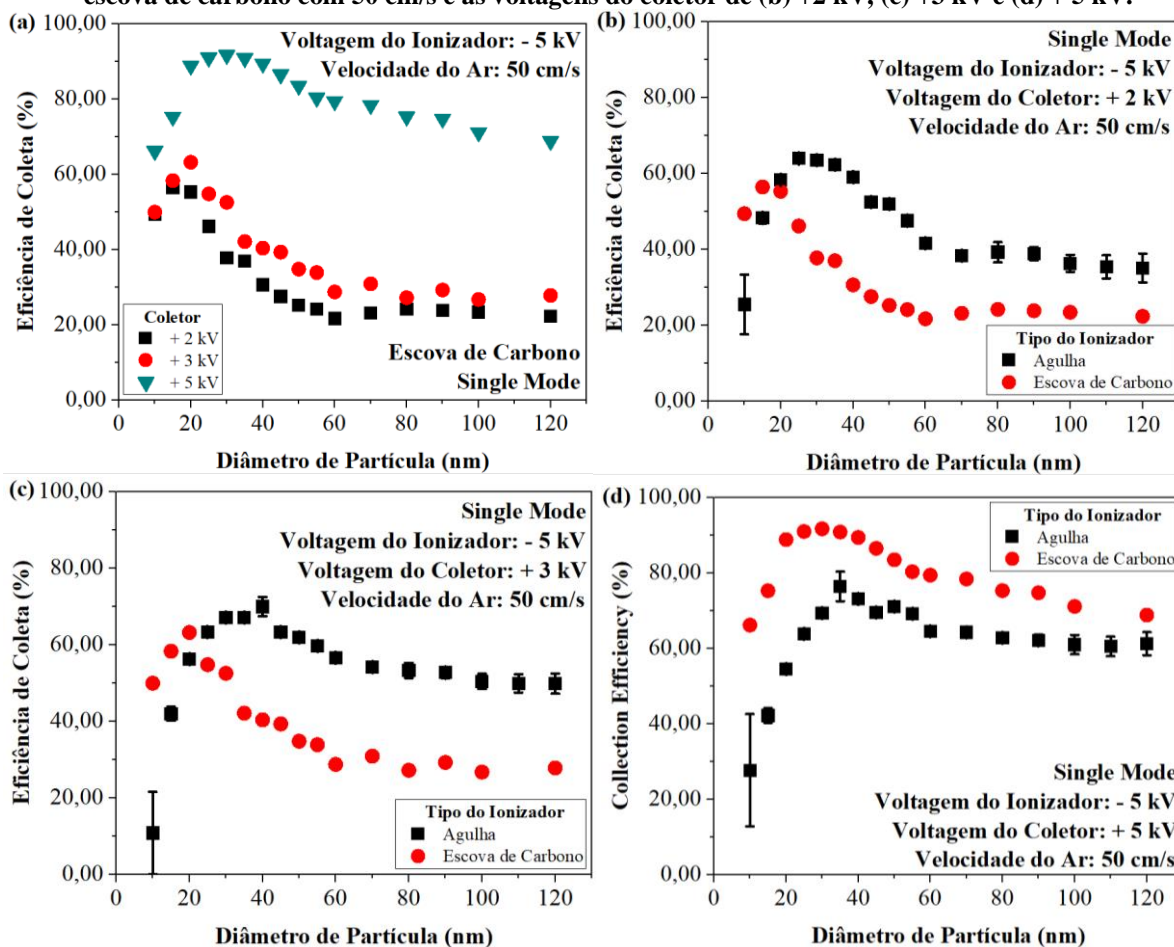 escova de carbono com 50 cm/s e as voltagens do coletor de (b) +2 kV, (c) +3 kV e (d) + 5 kV.
(a)
100,00
80,00
60,00
40,00
20,00
0,00
Eficiência de Coleta (%)
Voltagem do Ionizador: - 5 kV
Velocidade do Ar: 50 cm/s
Coletor
+ 2 kV
+ 3 kV
+ 5 kV
Escova de Carbono
Single Mode
0 20 40 60 80 100 120
Diâmetro de Partícula (nm)
(b)
100,00
80,00
60,00
40,00
20,00
0,00
Eficiência de Coleta (%)
Single Mode
Voltagem do Ionizador: - 5 kV
Voltagem do Coletor: + 2 kV
Velocidade do Ar: 50 cm/s
Tipo do Ionizador
Agulha
Escova de Carbono
0 20 40 60 80 100 120
Diâmetro de Partícula (nm)
(c)
100,00
80,00
60,00
40,00
20,00
0,00
Eficiência de Coleta (%)
Single Mode
Voltagem do Ionizador: - 5 kV
Voltagem do Coletor: + 3 kV
Velocidade do Ar: 50 cm/s
Tipo do Ionizador
Agulha
Escova de Carbono
0 20 40 60 80 100 120
Diâmetro de Partícula (nm)
(d)
100,00
80,00
60,00
40,00
20,00
0,00
Collection Efficiency (%)
Tipo do Ionizador
Agulha
Escova de Carbono
Single Mode
Voltagem do Ionizador: - 5 kV
Voltagem do Coletor: + 5 kV
Velocidade do Ar: 50 cm/s
0 20 40 60 80 100 120
Diâmetro de Partícula (nm)